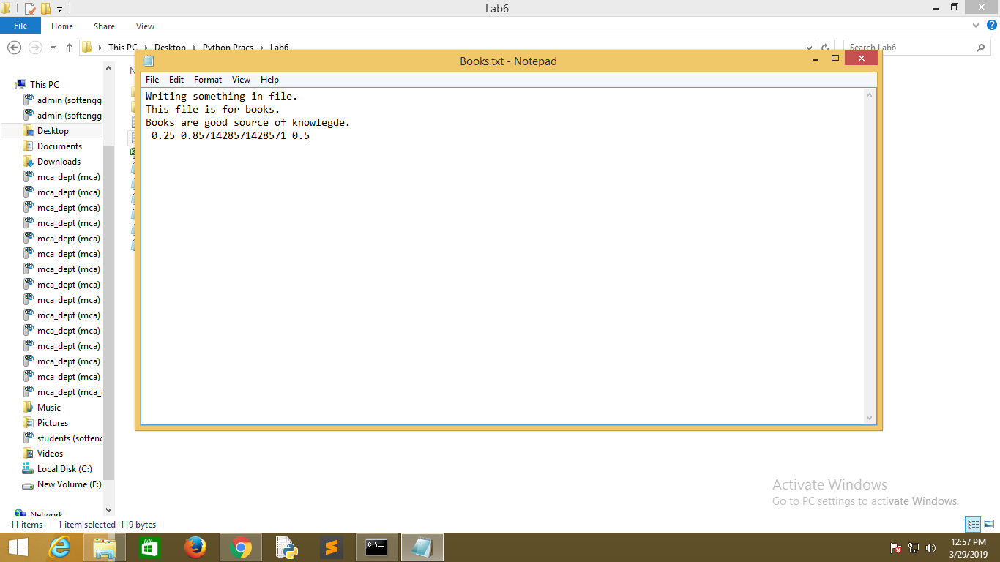 Lab6
File Home Share View
This PC Desktop Python Pracs Lab6
Search Lab6
Books.txt - Notepad
File Edit Format View Help
Writing something in file.
This file is for books.
Books are good source of knowlegde.
0.25 0.8571428571428571 0.5
This PC
admin (softengg
admin (softengg
Desktop
Documents
Downloads
mca_dept (mca)
mca_dept (mca)
mca_dept (mca)
mca_dept (mca)
mca_dept (mca)
mca_dept (mca)
mca_dept (mca)
mca_dept (mca)
mca_dept (mca)
mca_dept (mca)
mca_dept (mca)
mca_dept (mca)
mca_dept (mca)
mca_dept (mca)
mca_dept (mca_
Music
Pictures
students (softeng
Videos
Local Disk (C:)
New Volume (E:)
Network
Activate Windows
Go to PC settings to activate Windows.
11 items 1 item selected 119 bytes
12:57 PM
3/29/2019